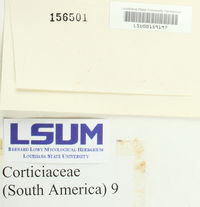 156501
LSUM
BERNARD LOWY MYCOLOGICAL HERBARIUM
LOUISIANA STATE UNIVERSITY
Corticiaceae
(South America) 9